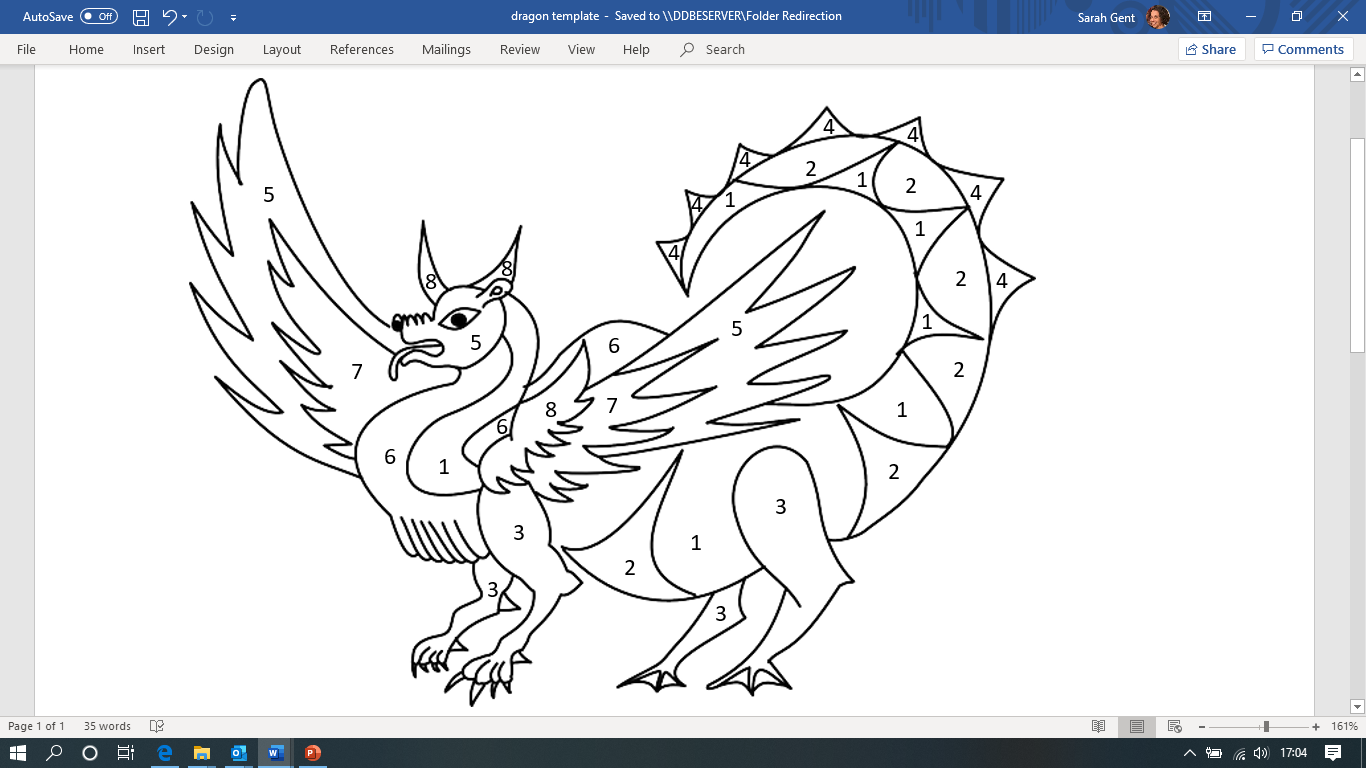 AutoSave Off dragon template - Saved to \\DDBESERVER\Folder Redirection Sarah Gent
File Home Insert Design Layout References Mailings Review View Help Search Share Comments
4 4 4
4 2 1 2 4
5 4 1 1
4 2 4
8 8
5 1
5 6 2
7
8 7 1
6 6 1 2
3 3
1
2
3 3
Page 1 of 1 35 words 161%
17:04